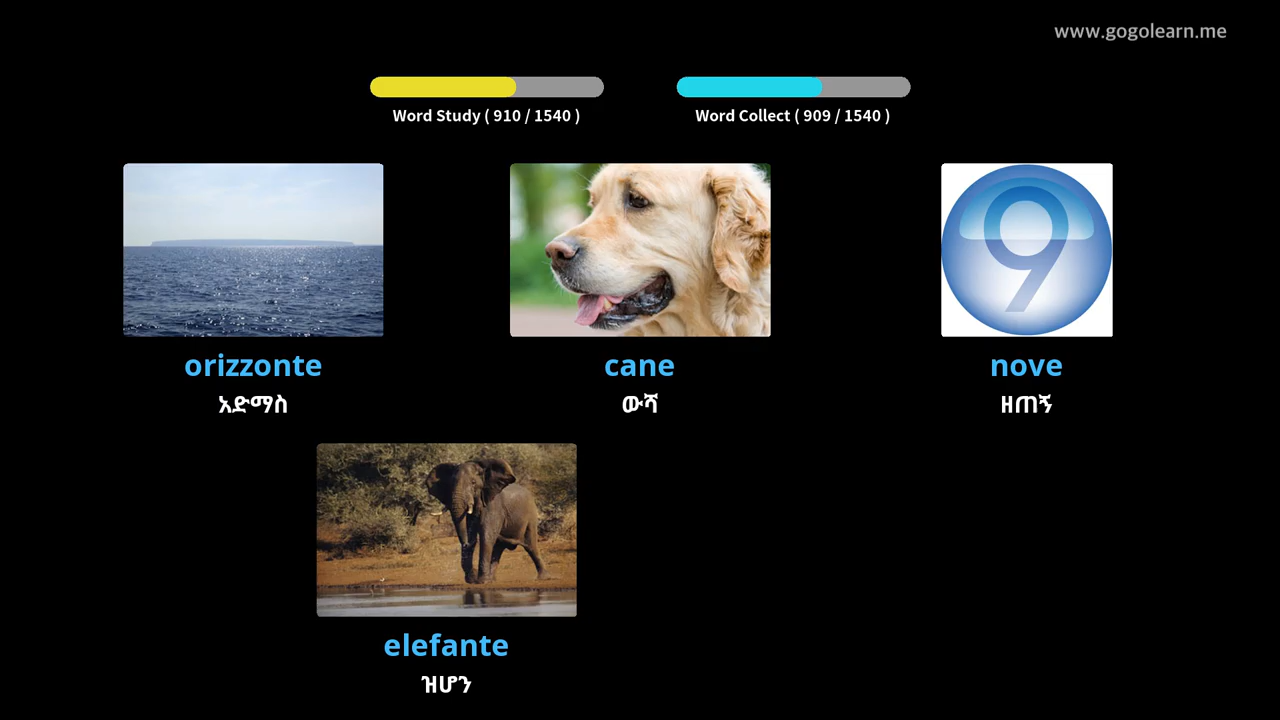 www.gogolearn.me
Word Study ( 910 / 1540 )
Word Collect ( 909 / 1540 )
9
orizzonte
cane
nove
አድማስ
ውሻ
ዘጠኝ
elefante
ዝሆን